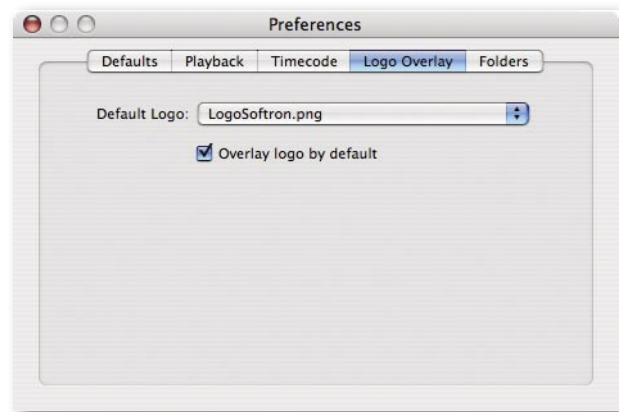 Preferences
Defaults Playback Timecode Logo Overlay Folders
Default Logo: LogoSoftron.png
Overlay logo by default